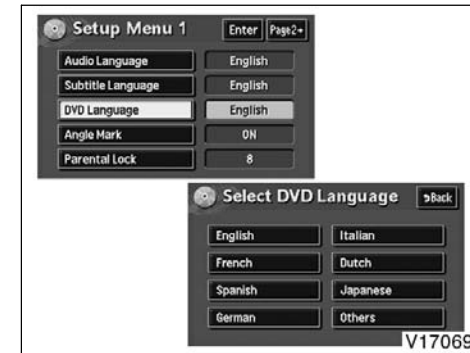 Setup Menu 1 Enter Page2→
Audio Language English
Subtitle Language English
DVD Language English
Angle Mark ON
Parental Lock 8
Select DVD Language Back
English Italian
French Dutch
Spanish Japanese
German Others
V17069